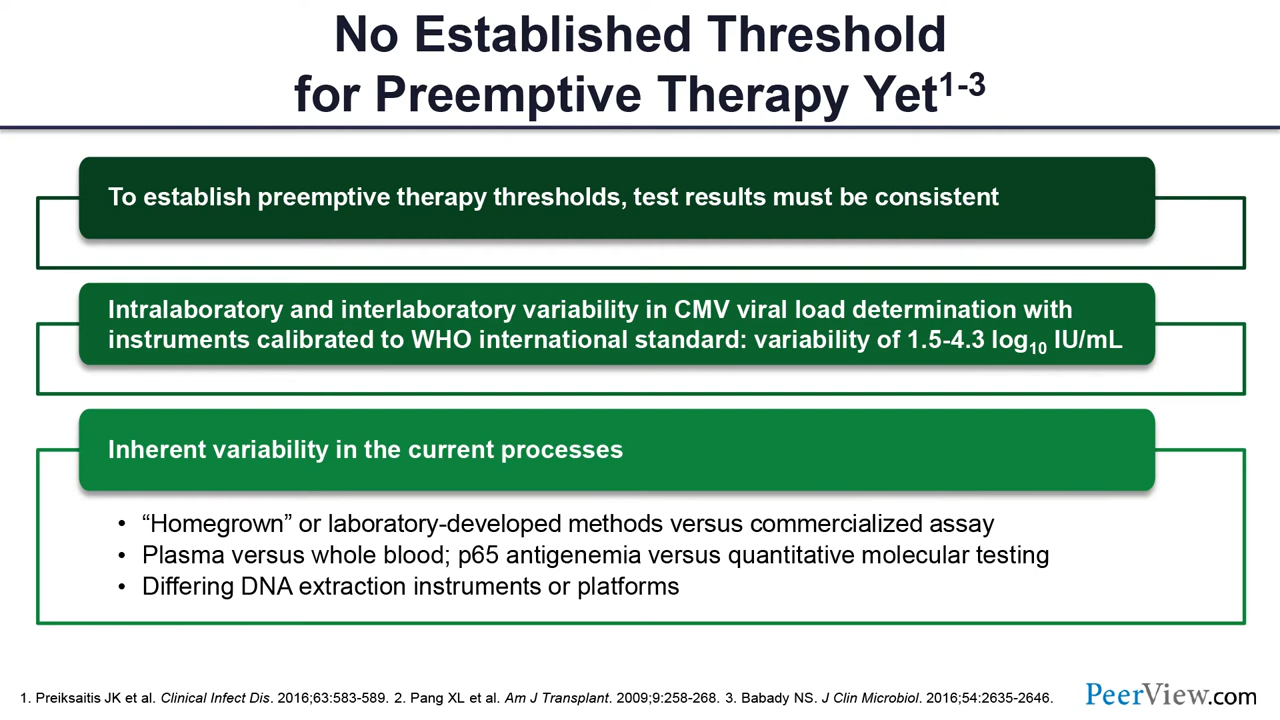 No Established Threshold
for Preemptive Therapy Yet1-3
To establish preemptive therapy thresholds, test results must be consistent
Intralaboratory and interlaboratory variability in CMV viral load determination with
instruments calibrated to WHO international standard: variability of 1.5-4.3 log10 IU/mL
Inherent variability in the current processes
• “Homegrown” or laboratory-developed methods versus commercialized assay
• Plasma versus whole blood; p65 antigenemia versus quantitative molecular testing
• Differing DNA extraction instruments or platforms
1. Preiksaitis JK et al. Clinical Infect Dis. 2016;63:583-589. 2. Pang XL et al. Am J Transplant. 2009;9:258-268. 3. Babady NS. J Clin Microbiol. 2016;54:2635-2646.
PeerView.com